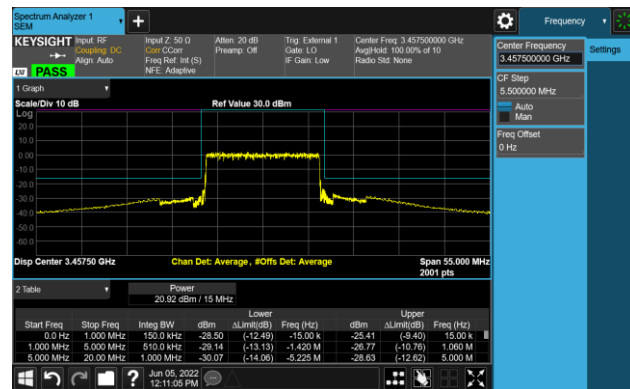 Spectrum Analyzer 1
SEM
Frequency
KEYSIGHT
Input: RF
Coupling: DC
Align: Auto
Input Z: 50 Ω
Corr CCorr
Freq Ref: Int (S)
NFE: Adaptive
Atten: 20 dB
Preamp: Off
Trig: External 1
Gate: LO
IF Gain: Low
Center Freq: 3.457500000 GHz
Avg|Hold: 100.00% of 10
Radio Std: None
LXI PASS
Center Frequency
3.457500000 GHz
Settings
CF Step
5.500000 MHz
Auto
Man
Freq Offset
0 Hz
1 Graph
Scale/Div 10 dB
Ref Value 30.0 dBm
Log
20.0
10.0
0.00
-10.0
-20.0
-30.0
-40.0
-50.0
-60.0
Disp Center 3.45750 GHz
Chan Det: Average, #Offs Det: Average
Span 55.000 MHz
2001 pts
2 Table
Power
20.92 dBm / 15 MHz
Lower Upper
Start Freq Stop Freq Integ BW dBm ΔLimit(dB) Freq (Hz) dBm ΔLimit(dB) Freq (Hz)
0.0 Hz 1.000 MHz 150.0 kHz -28.50 (-12.49) -15.00 k -25.41 (-9.40) 15.00 k
1.000 MHz 5.000 MHz 510.0 kHz -29.14 (-13.13) -1.420 M -26.77 (-10.76) 1.060 M
5.000 MHz 20.00 MHz 1.000 MHz -30.07 (-14.06) -5.225 M -28.63 (-12.62) 5.000 M
Jun 05, 2022
12:11:05 PM